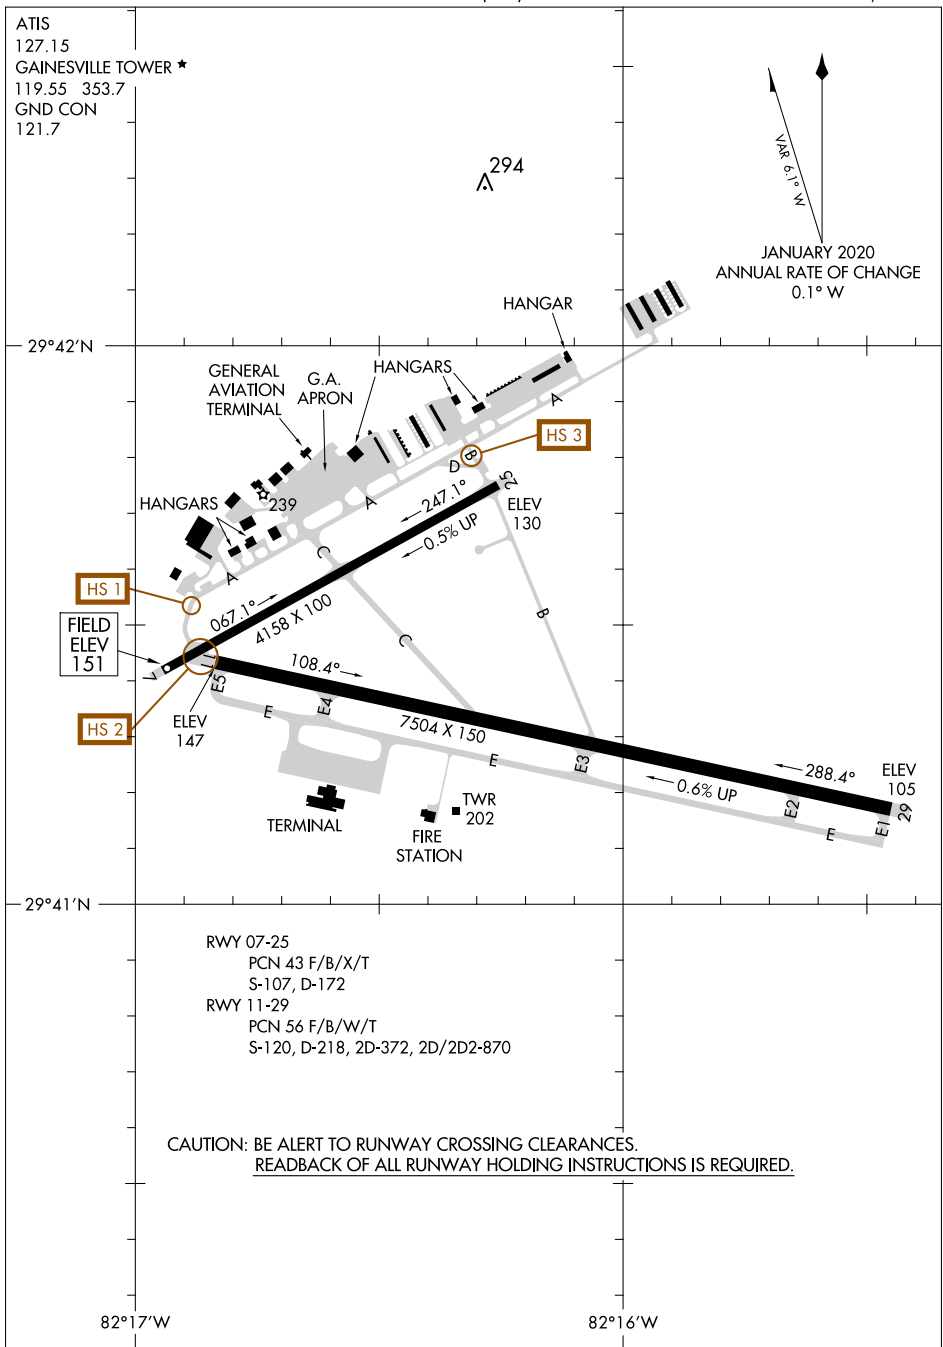 ATIS
127.15
GAINESVILLE TOWER ★
119.55 353.7
GND CON
121.7
294
VAR 6.1° W
JANUARY 2020
ANNUAL RATE OF CHANGE
0.1° W
HANGAR
29°42'N
GENERAL
AVIATION
TERMINAL
G.A.
APRON
HANGARS
A
HS 3
B
D
25
ELEV
130
247.1°
0.5% UP
A
239
HANGARS
C
A
HS 1
067.1°
4158 X 100
B
FIELD
ELEV
151
C
7
108.4°
E5
HS 2
ELEV
147
E
E4
7504 X 150
E
E3
288.4°
0.6% UP
ELEV
105
E2
29
E1
E
TERMINAL
TWR
202
FIRE
STATION
29°41'N
RWY 07-25
PCN 43 F/B/X/T
S-107, D-172
RWY 11-29
PCN 56 F/B/W/T
S-120, D-218, 2D-372, 2D/2D2-870
CAUTION: BE ALERT TO RUNWAY CROSSING CLEARANCES.
READBACK OF ALL RUNWAY HOLDING INSTRUCTIONS IS REQUIRED.
82°17'W
82°16'W